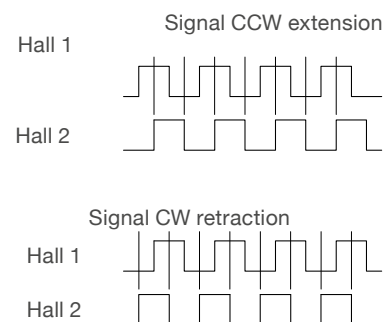 Signal CCW extension
Hall 1
Hall 2
Signal CW retraction
Hall 1
Hall 2